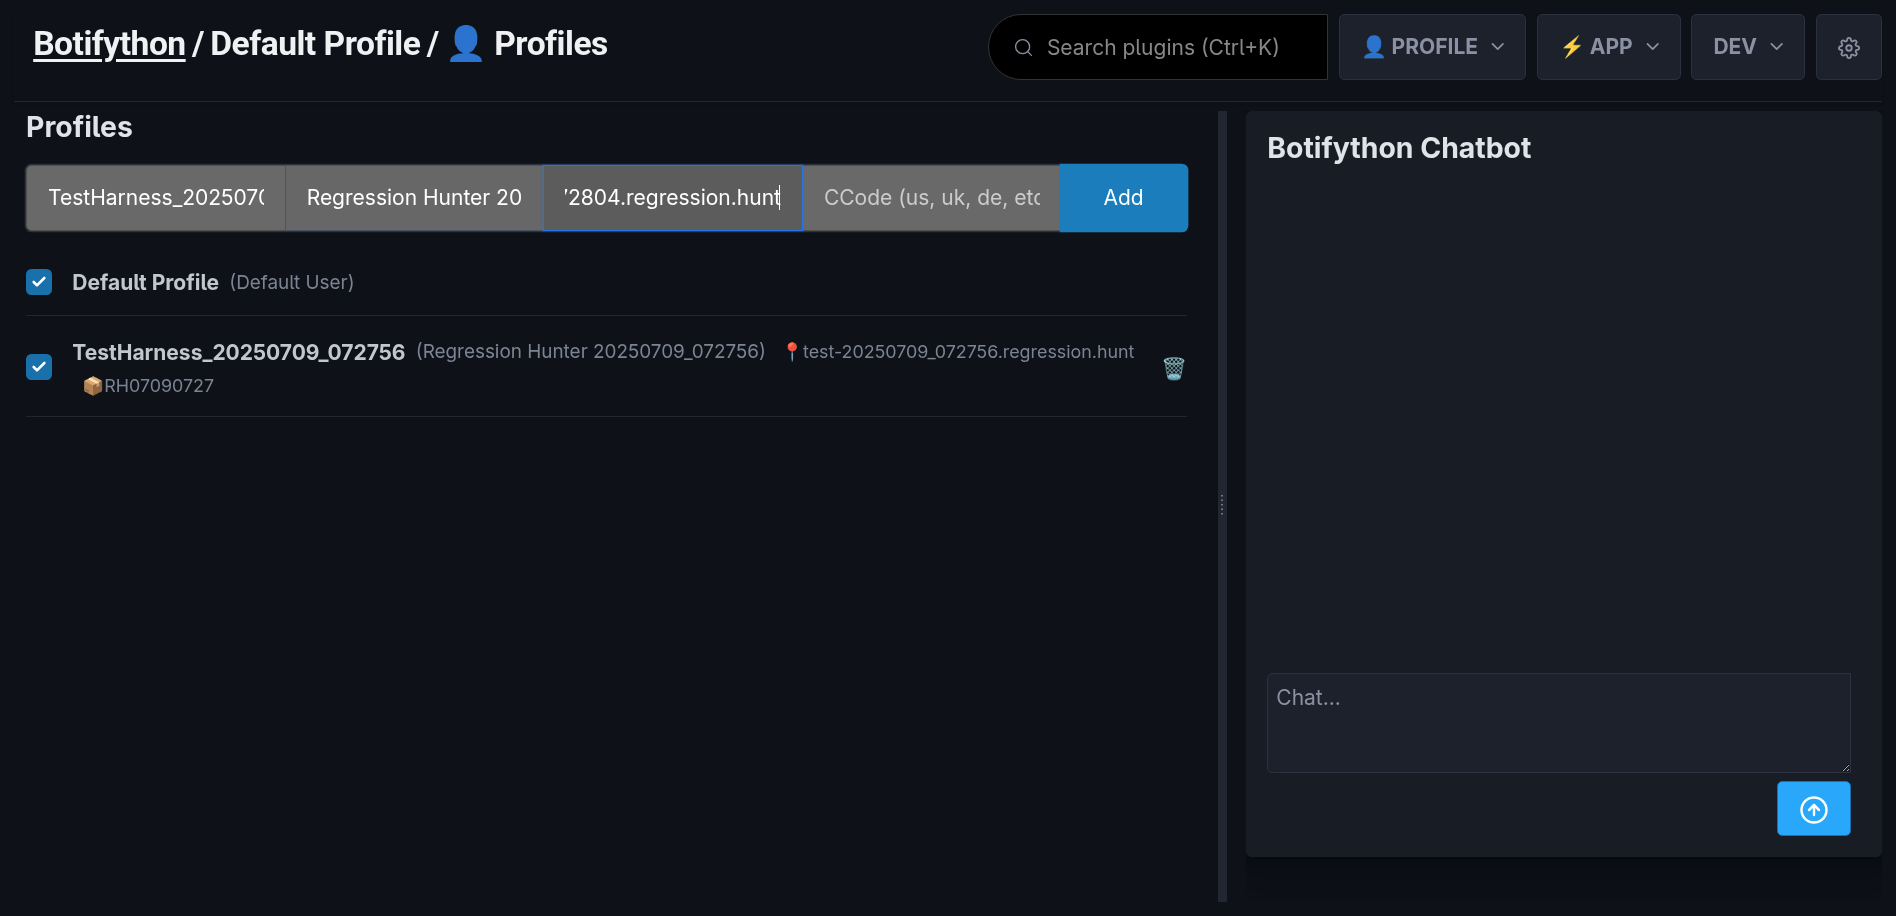 Botifython / Default Profile / 👤 Profiles
Search plugins (Ctrl+K)
👤 PROFILE
⚡ APP
DEV
Profiles
TestHarness_2025070
Regression Hunter 20
2804.regression.hunt
CCode (us, uk, de, etc
Add
Default Profile (Default User)
TestHarness_20250709_072756 (Regression Hunter 20250709_072756) 📍test-20250709_072756.regression.hunt
📦RH07090727
Botifython Chatbot
Chat...